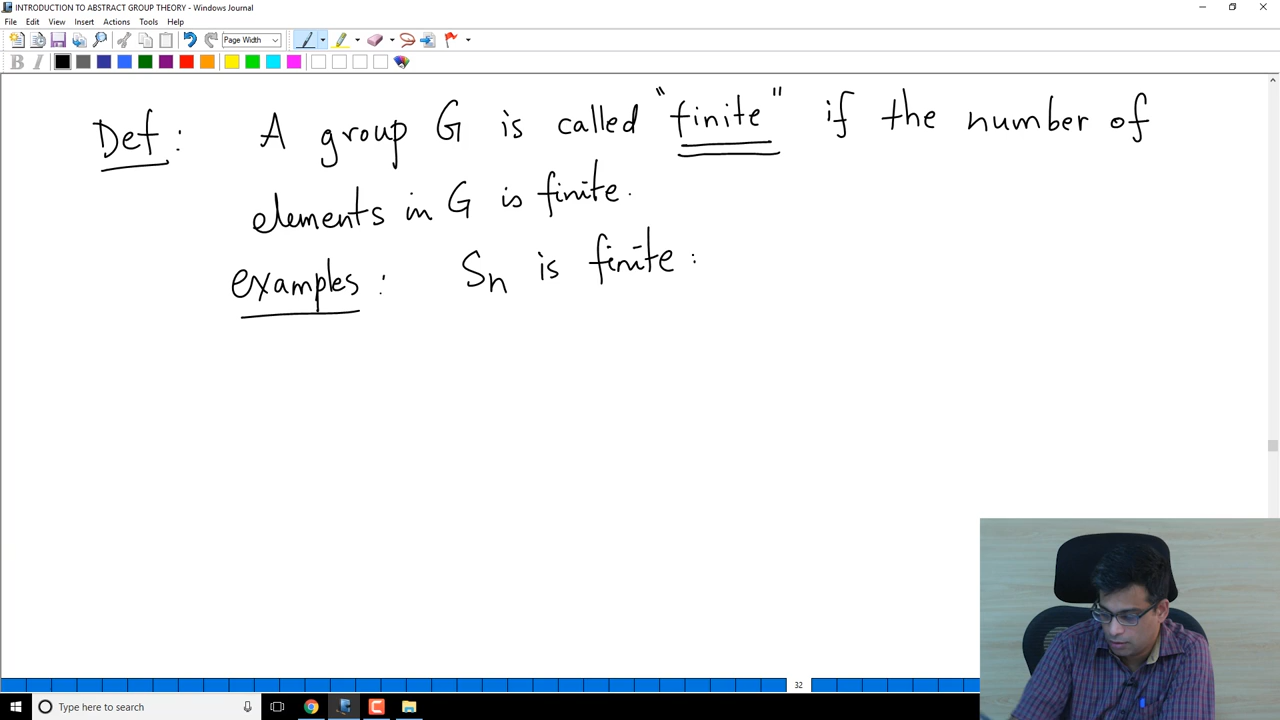 INTRODUCTION TO ABSTRACT GROUP THEORY - Windows Journal
File Edit View Insert Actions Tools Help
Page Width
B I
Def: A group G is called "finite" if the number of
elements in G is finite.
examples: Sn is finite:
32
Type here to search